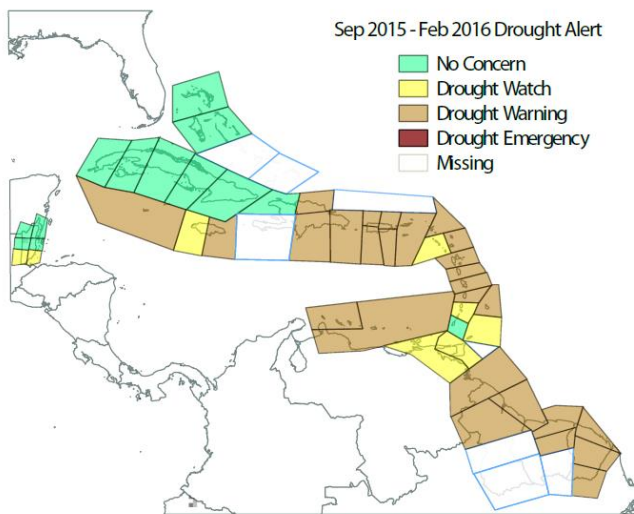 Sep 2015 - Feb 2016 Drought Alert
No Concern
Drought Watch
Drought Warning
Drought Emergency
Missing